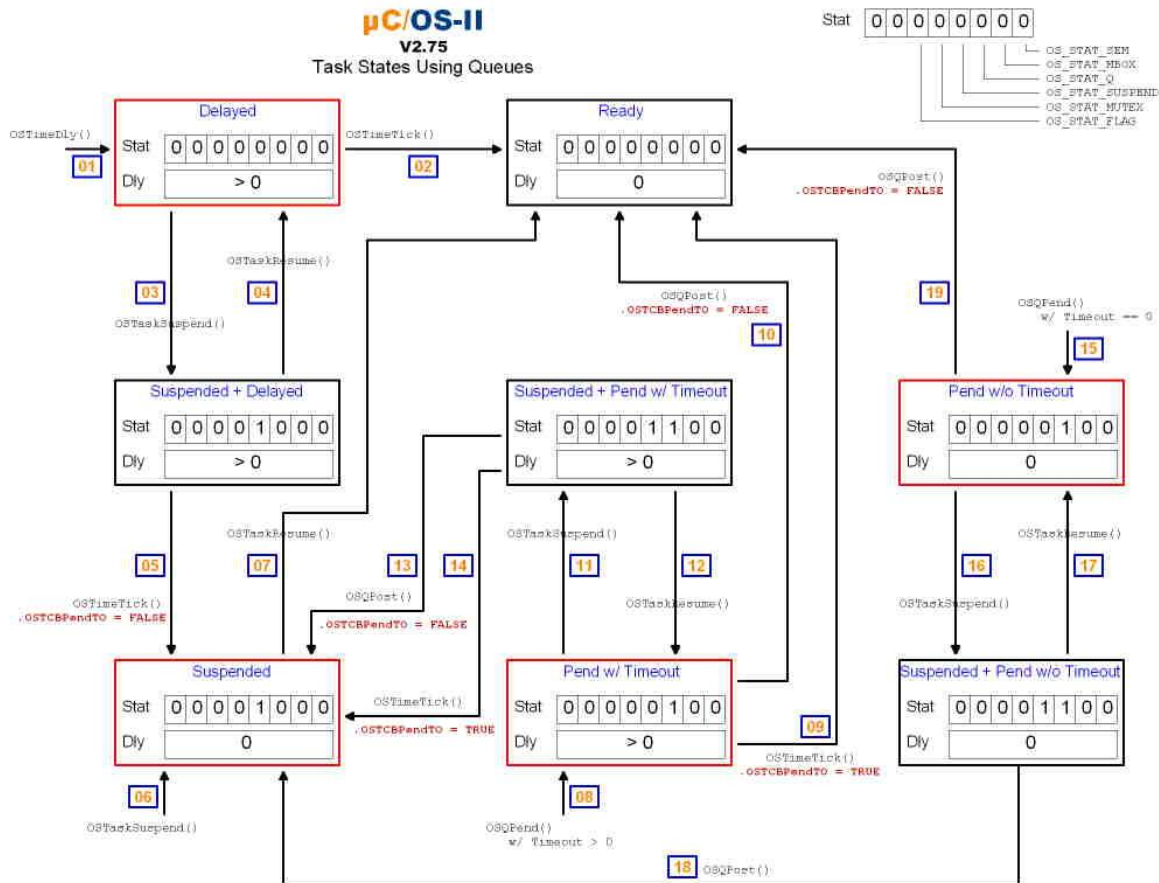 µC/OS-II
V2.75
Task States Using Queues
Stat 0 0 0 0 0 0 0 0
OS_STAT_SEM
OS_STAT_MBOX
OS_STAT_Q
OS_STAT_SUSPEND
OS_STAT_MUTEX
OS_STAT_FLAG
OSTimeDly()
01
Delayed
Stat 0 0 0 0 0 0 0 0
Dly > 0
OSTimeTick()
02
Ready
Stat 0 0 0 0 0 0 0 0
Dly 0
OSQPost()
.OSTCBPendTO = FALSE
03
OSTaskSuspend()
04
OSTaskResume()
OSQPost()
.OSTCBPendTO = FALSE
10
19
OSQPend()
w/ Timeout == 0
15
Suspended + Delayed
Stat 0 0 0 0 1 0 0 0
Dly > 0
Suspended + Pend w/ Timeout
Stat 0 0 0 0 1 1 0 0
Dly > 0
Pend w/o Timeout
Stat 0 0 0 0 0 1 0 0
Dly 0
05
OSTimeTick()
.OSTCBPendTO = FALSE
07
OSTaskResume()
13
OSQPost()
.OSTCBPendTO = FALSE
14
OSTimeTick()
.OSTCBPendTO = TRUE
11
OSTaskSuspend()
12
OSTaskResume()
16
OSTaskSuspend()
17
OSTaskResume()
Suspended
Stat 0 0 0 0 1 0 0 0
Dly 0
Pend w/ Timeout
Stat 0 0 0 0 0 1 0 0
Dly > 0
09
OSTimeTick()
.OSTCBPendTO = TRUE
Suspended + Pend w/o Timeout
Stat 0 0 0 0 1 1 0 0
Dly 0
06
OSTaskSuspend()
08
OSQPend()
w/ Timeout > 0
18 OSQPost()